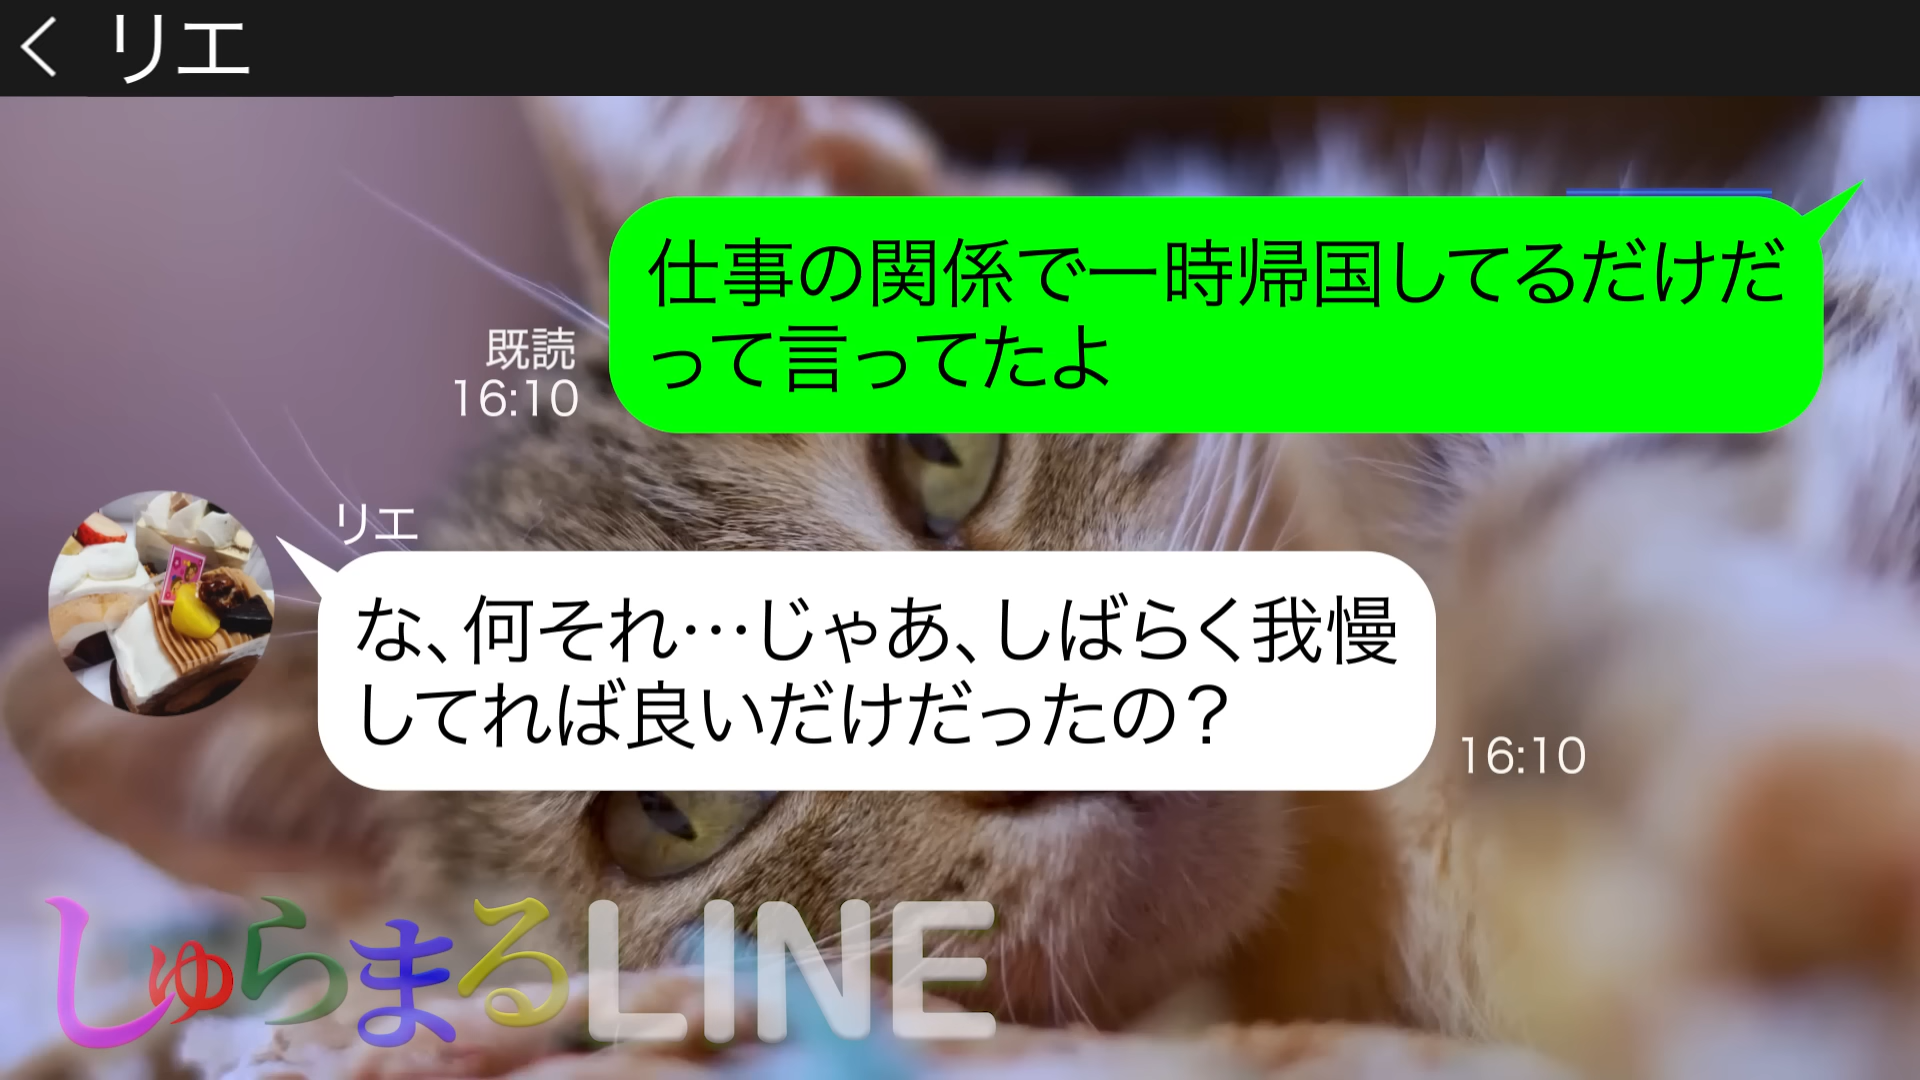 リエ
仕事の関係で一時帰国してるだけだ
って言ってたよ
既読
16:10
リエ
な、何それ…じゃあ、しばらく我慢
してれば良いだけだったの？
16:10
しゅらまるLINE